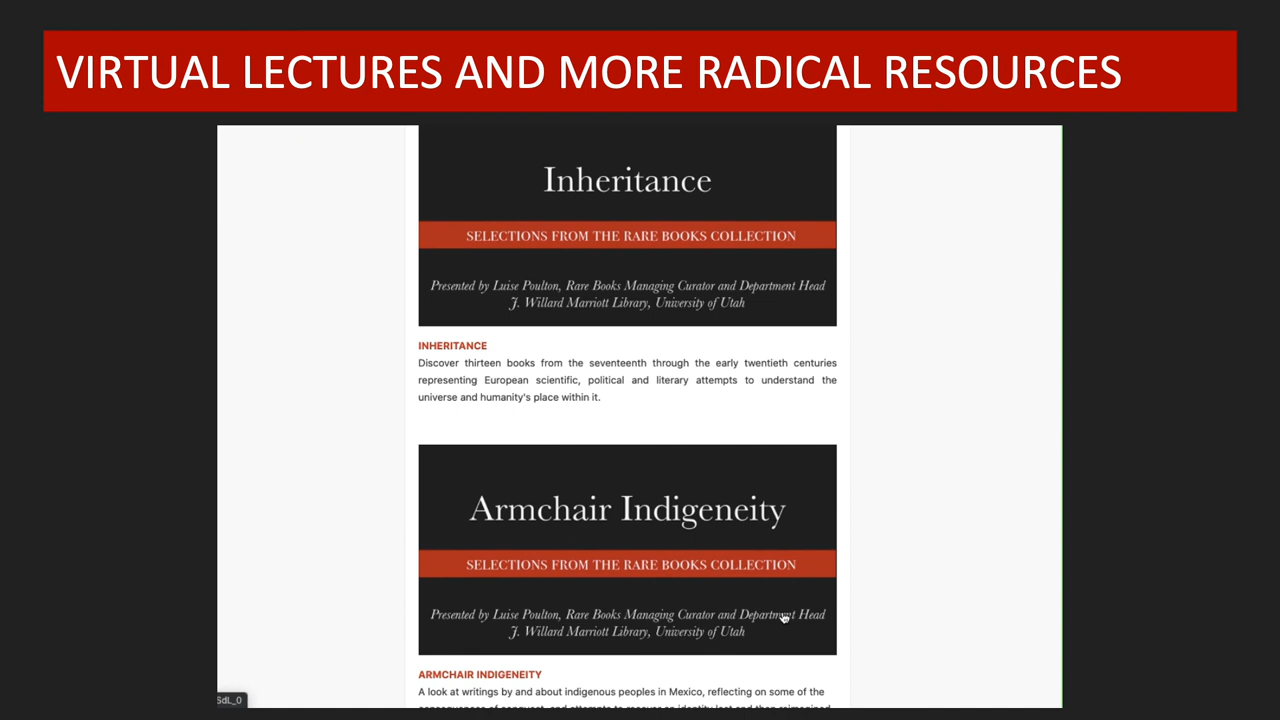 VIRTUAL LECTURES AND MORE RADICAL RESOURCES
Inheritance
SELECTIONS FROM THE RARE BOOKS COLLECTION
Presented by Luise Poulton, Rare Books Managing Curator and Department Head
J. Willard Marriott Library, University of Utah
INHERITANCE
Discover thirteen books from the seventeenth through the early twentieth centuries
representing European scientific, political and literary attempts to understand the
universe and humanity's place within it.
Armchair Indigeneity
SELECTIONS FROM THE RARE BOOKS COLLECTION
Presented by Luise Poulton, Rare Books Managing Curator and Department Head
J. Willard Marriott Library, University of Utah
ARMCHAIR INDIGENEITY
A look at writings by and about indigenous peoples in Mexico, reflecting on some of the